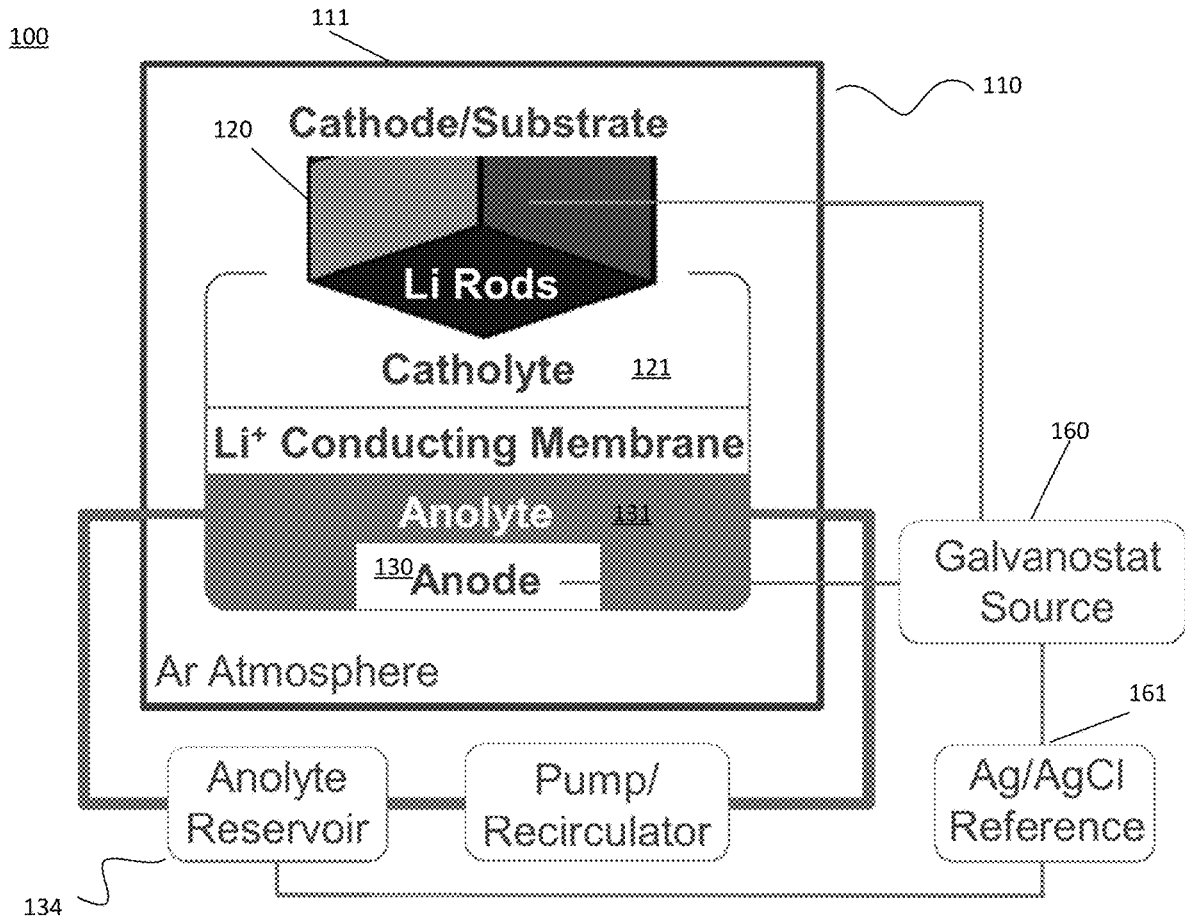 100
111
110
120
Cathode/Substrate
Li Rods
Catholyte 121
Li⁺ Conducting Membrane
160
Anolyte 131
130 Anode
Galvanostat
Source
Ar Atmosphere
161
Anolyte
Reservoir
Pump/
Recirculator
Ag/AgCl
Reference
134